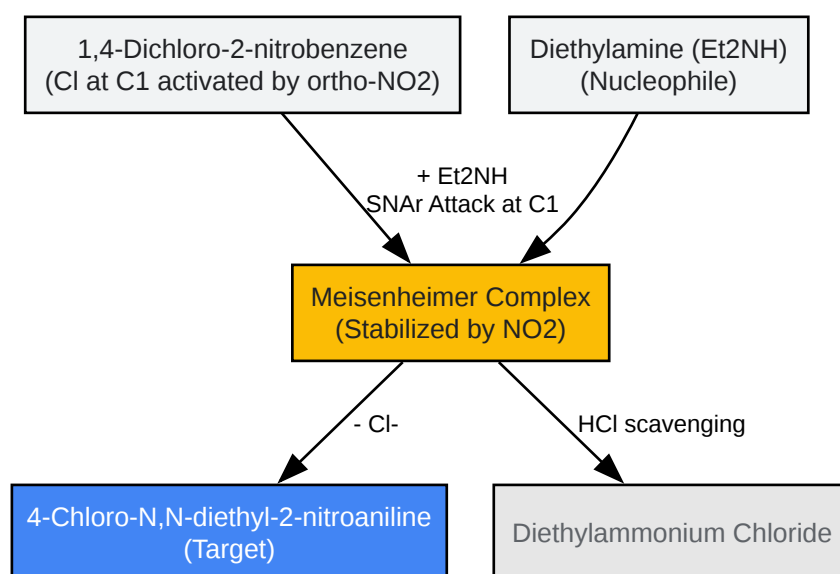 1,4-Dichloro-2-nitrobenzene
(Cl at C1 activated by ortho-NO2)
Diethylamine (Et2NH)
(Nucleophile)
+ Et2NH
SNAr Attack at C1
Meisenheimer Complex
(Stabilized by NO2)
- Cl-
HCl scavenging
4-Chloro-N,N-diethyl-2-nitroaniline
(Target)
Diethylammonium Chloride